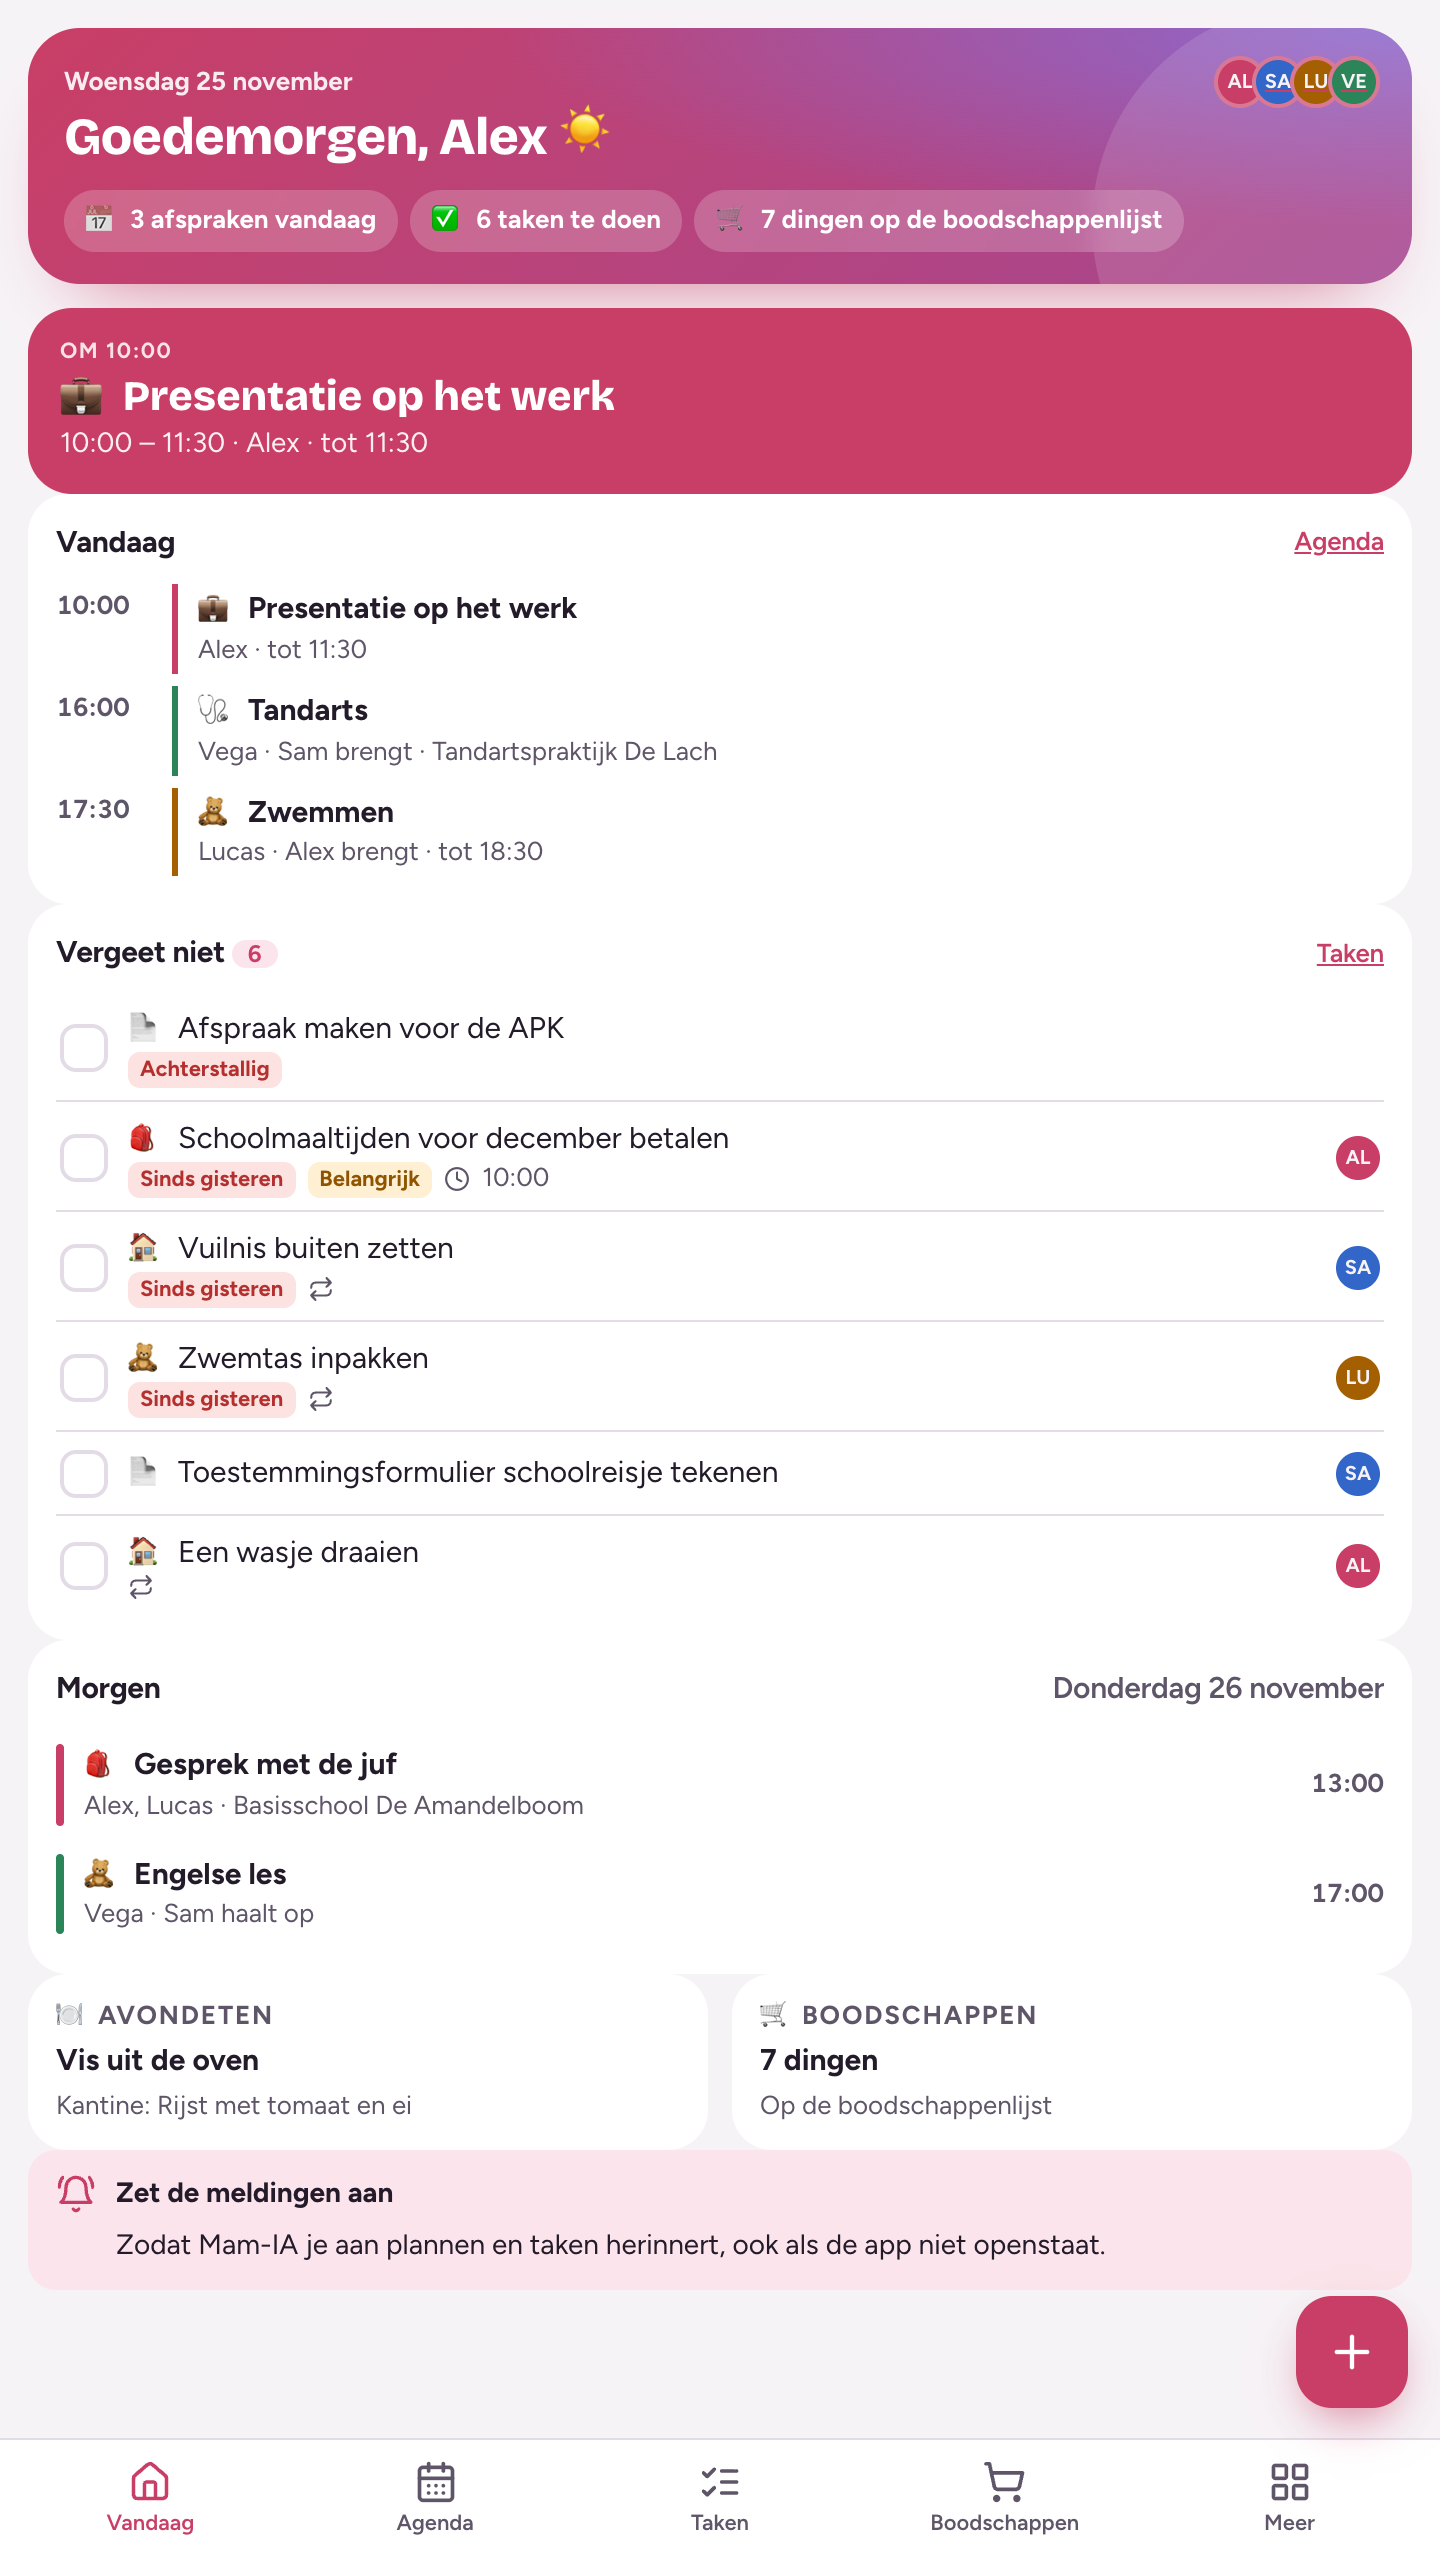 Woensdag 25 november
AL SA LU VE
Goedemorgen, Alex
3 afspraken vandaag
6 taken te doen
7 dingen op de boodschappenlijst
OM 10:00
Presentatie op het werk
10:00 – 11:30 · Alex · tot 11:30
Vandaag
Agenda
10:00
Presentatie op het werk
Alex · tot 11:30
16:00
Tandarts
Vega · Sam brengt · Tandartspraktijk De Lach
17:30
Zwemmen
Lucas · Alex brengt · tot 18:30
Vergeet niet 6
Taken
Afspraak maken voor de APK
Achterstallig
Schoolmaaltijden voor december betalen
Sinds gisteren Belangrijk 10:00
AL
Vuilnis buiten zetten
Sinds gisteren
SA
Zwemtas inpakken
Sinds gisteren
LU
Toestemmingsformulier schoolreisje tekenen
SA
Een wasje draaien
AL
Morgen
Donderdag 26 november
Gesprek met de juf
Alex, Lucas · Basisschool De Amandelboom
13:00
Engelse les
Vega · Sam haalt op
17:00
AVONDETEN
Vis uit de oven
Kantine: Rijst met tomaat en ei
BOODSCHAPPEN
7 dingen
Op de boodschappenlijst
Zet de meldingen aan
Zodat Mam-IA je aan plannen en taken herinnert, ook als de app niet openstaat.
Vandaag
Agenda
Taken
Boodschappen
Meer